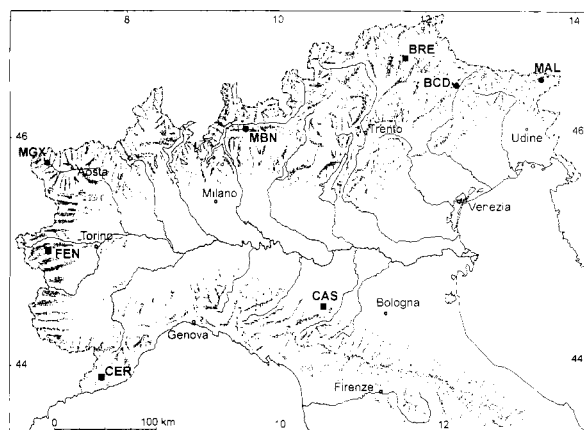 8
10
12
14
BRE
MAL
BCD
46
MBN
Trento
Udine
46
MGX
Aosta
Milano
Venezia
Torino
FEN
CAS
Bologna
Genova
44
44
CER
Firenze
0
100 km
10
12